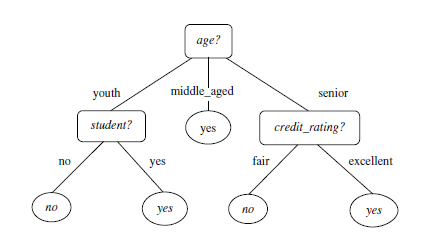 age?
youth
middle_aged
senior
student?
yes
credit_rating?
no
yes
fair
excellent
no
yes
no
yes